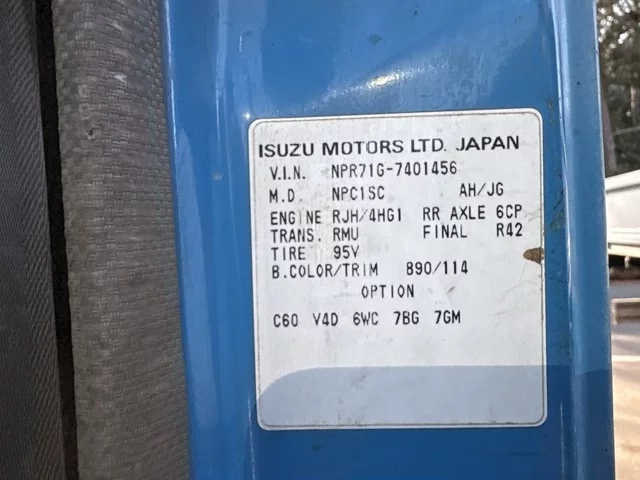 ISUZU MOTORS LTD. JAPAN
V.I.N. NPR71G-7401456
M.D. NPC1SC AH/JG
ENGINE RJH/4HG1 RR AXLE 6CP
TRANS. RMU FINAL R42
TIRE 95V
B.COLOR/TRIM 890/114
OPTION
C60 V4D 6WC 7BG 7GM